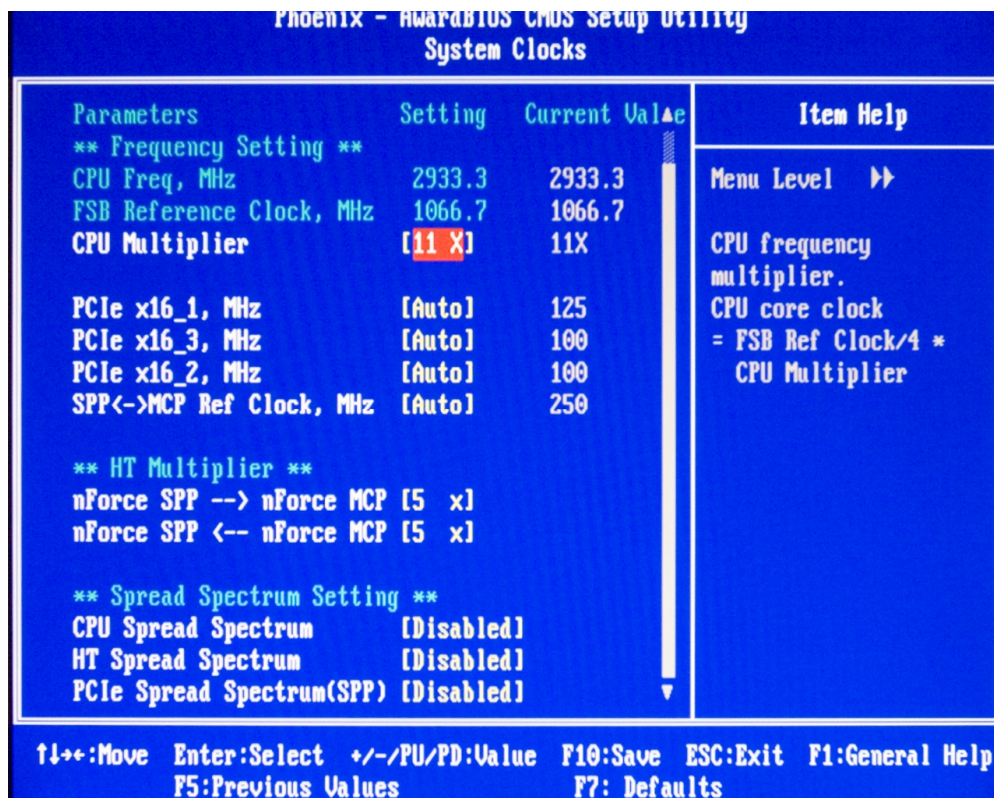 Phoenix - AwardBIOS CMOS Setup Utility
System Clocks
Parameters Setting Current Value
** Frequency Setting **
CPU Freq, MHz 2933.3 2933.3
FSB Reference Clock, MHz 1066.7 1066.7
CPU Multiplier [11 X] 11X
PCIe x16_1, MHz [Auto] 125
PCIe x16_3, MHz [Auto] 100
PCIe x16_2, MHz [Auto] 100
SPP<->MCP Ref Clock, MHz [Auto] 250
** HT Multiplier **
nForce SPP --> nForce MCP [5 x]
nForce SPP <-- nForce MCP [5 x]
** Spread Spectrum Setting **
CPU Spread Spectrum [Disabled]
HT Spread Spectrum [Disabled]
PCIe Spread Spectrum(SPP) [Disabled]
Item Help
Menu Level ►►
CPU frequency
multiplier.
CPU core clock
= FSB Ref Clock/4 *
CPU Multiplier
↑↓→←:Move Enter:Select +/-/PU/PD:Value F10:Save ESC:Exit F1:General Help
F5:Previous Values F7: Defaults